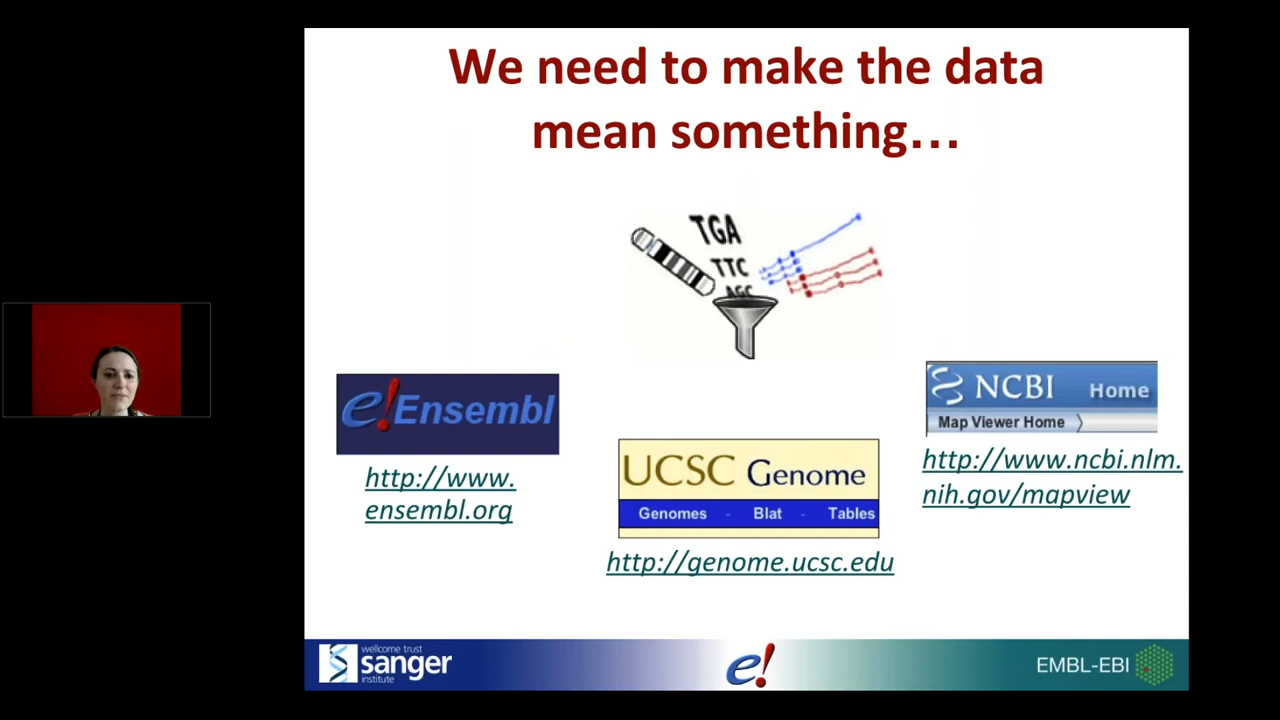 We need to make the data
mean something...
TGA
TTC
AGC
e!Ensembl
http://www.
ensembl.org
UCSC Genome
Genomes - Blat - Tables
http://genome.ucsc.edu
NCBI Home
Map Viewer Home
http://www.ncbi.nlm.
nih.gov/mapview
wellcome trust
sanger
institute
e!
EMBL-EBI